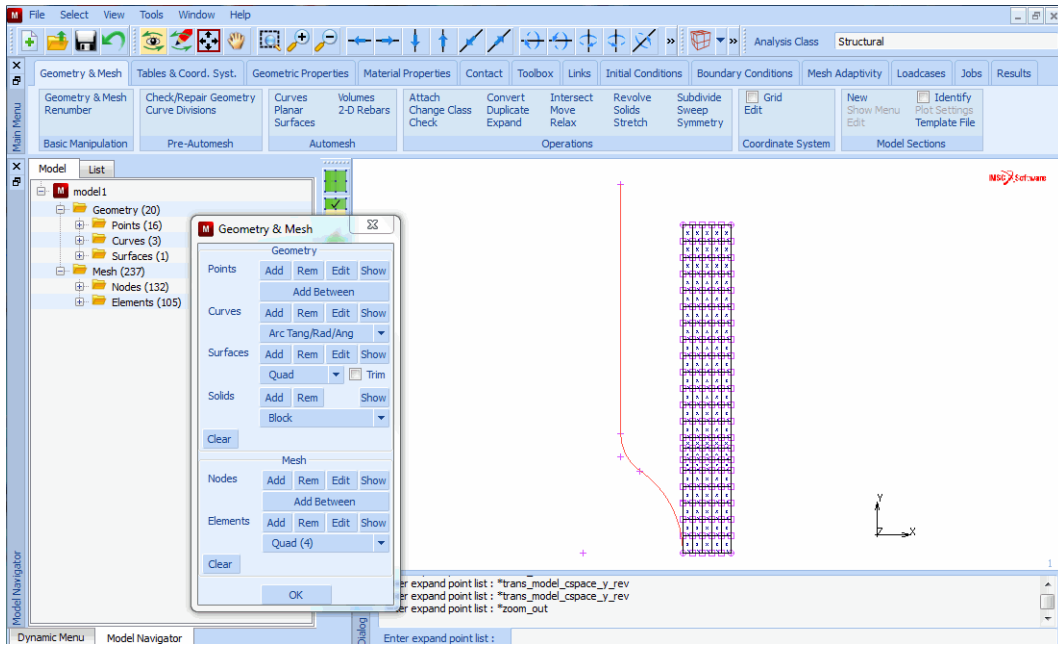 M File Select View Tools Window Help
» » Analysis Class Structural
Geometry & Mesh Tables & Coord. Syst. Geometric Properties Material Properties Contact Toolbox Links Initial Conditions Boundary Conditions Mesh Adaptivity Loadcases Jobs Results
Main Menu
Geometry & Mesh Check/Repair Geometry Curves Volumes Attach Convert Intersect Revolve Subdivide Grid New Identify
Renumber Curve Divisions Planar 2-D Rebars Change Class Duplicate Move Solids Sweep Edit Show Menu Plot Settings
Surfaces Check Expand Relax Stretch Symmetry Edit Template File
Basic Manipulation Pre-Automesh Automesh Operations Coordinate System Model Sections
Model List
M model1
Geometry (20)
Points (16)
Curves (3)
Surfaces (1)
Mesh (237)
Nodes (132)
Elements (105)
Model Navigator
M Geometry & Mesh
Geometry
Points Add Rem Edit Show
Add Between
Curves Add Rem Edit Show
Arc Tang/Rad/Ang
Surfaces Add Rem Edit Show
Quad Trim
Solids Add Rem Show
Block
Clear
Mesh
Nodes Add Rem Edit Show
Add Between
Elements Add Rem Edit Show
Quad (4)
Clear
OK
MSC Software
Y
Z X
1
er expand point list : *trans_model_cspace_y_rev
er expand point list : *trans_model_cspace_y_rev
er expand point list : *zoom_out
Dialog
Enter expand point list :
Dynamic Menu Model Navigator